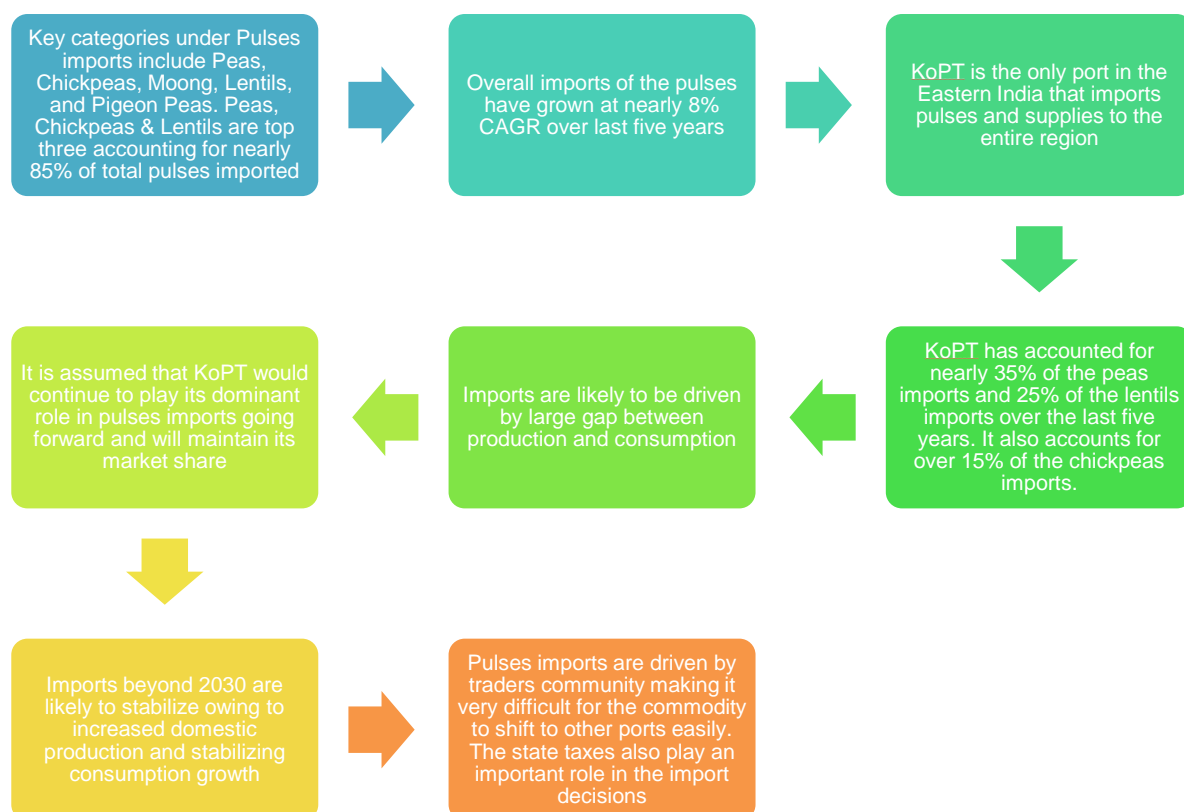 Key categories under Pulses
imports include Peas,
Chickpeas, Moong, Lentils,
and Pigeon Peas. Peas,
Chickpeas & Lentils are top
three accounting for nearly
85% of total pulses imported
Overall imports of the pulses
have grown at nearly 8%
CAGR over last five years
KoPT is the only port in the
Eastern India that imports
pulses and supplies to the
entire region
KoPT has accounted for
nearly 35% of the peas
imports and 25% of the lentils
imports over the last five
years. It also accounts for
over 15% of the chickpeas
imports.
Imports are likely to be driven
by large gap between
production and consumption
It is assumed that KoPT would
continue to play its dominant
role in pulses imports going
forward and will maintain its
market share
Imports beyond 2030 are
likely to stabilize owing to
increased domestic
production and stabilizing
consumption growth
Pulses imports are driven by
traders community making it
very difficult for the commodity
to shift to other ports easily.
The state taxes also play an
important role in the import
decisions